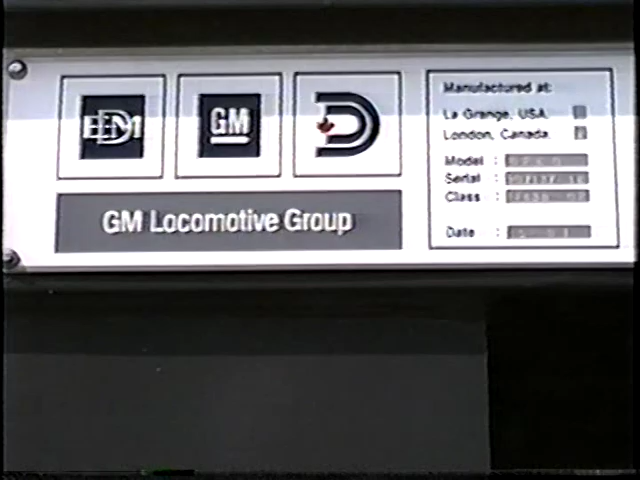 EMD
GM
GM Locomotive Group
Manufactured at:
La Grange, USA.
London, Canada.
Model :
Serial :
Class :
Date :